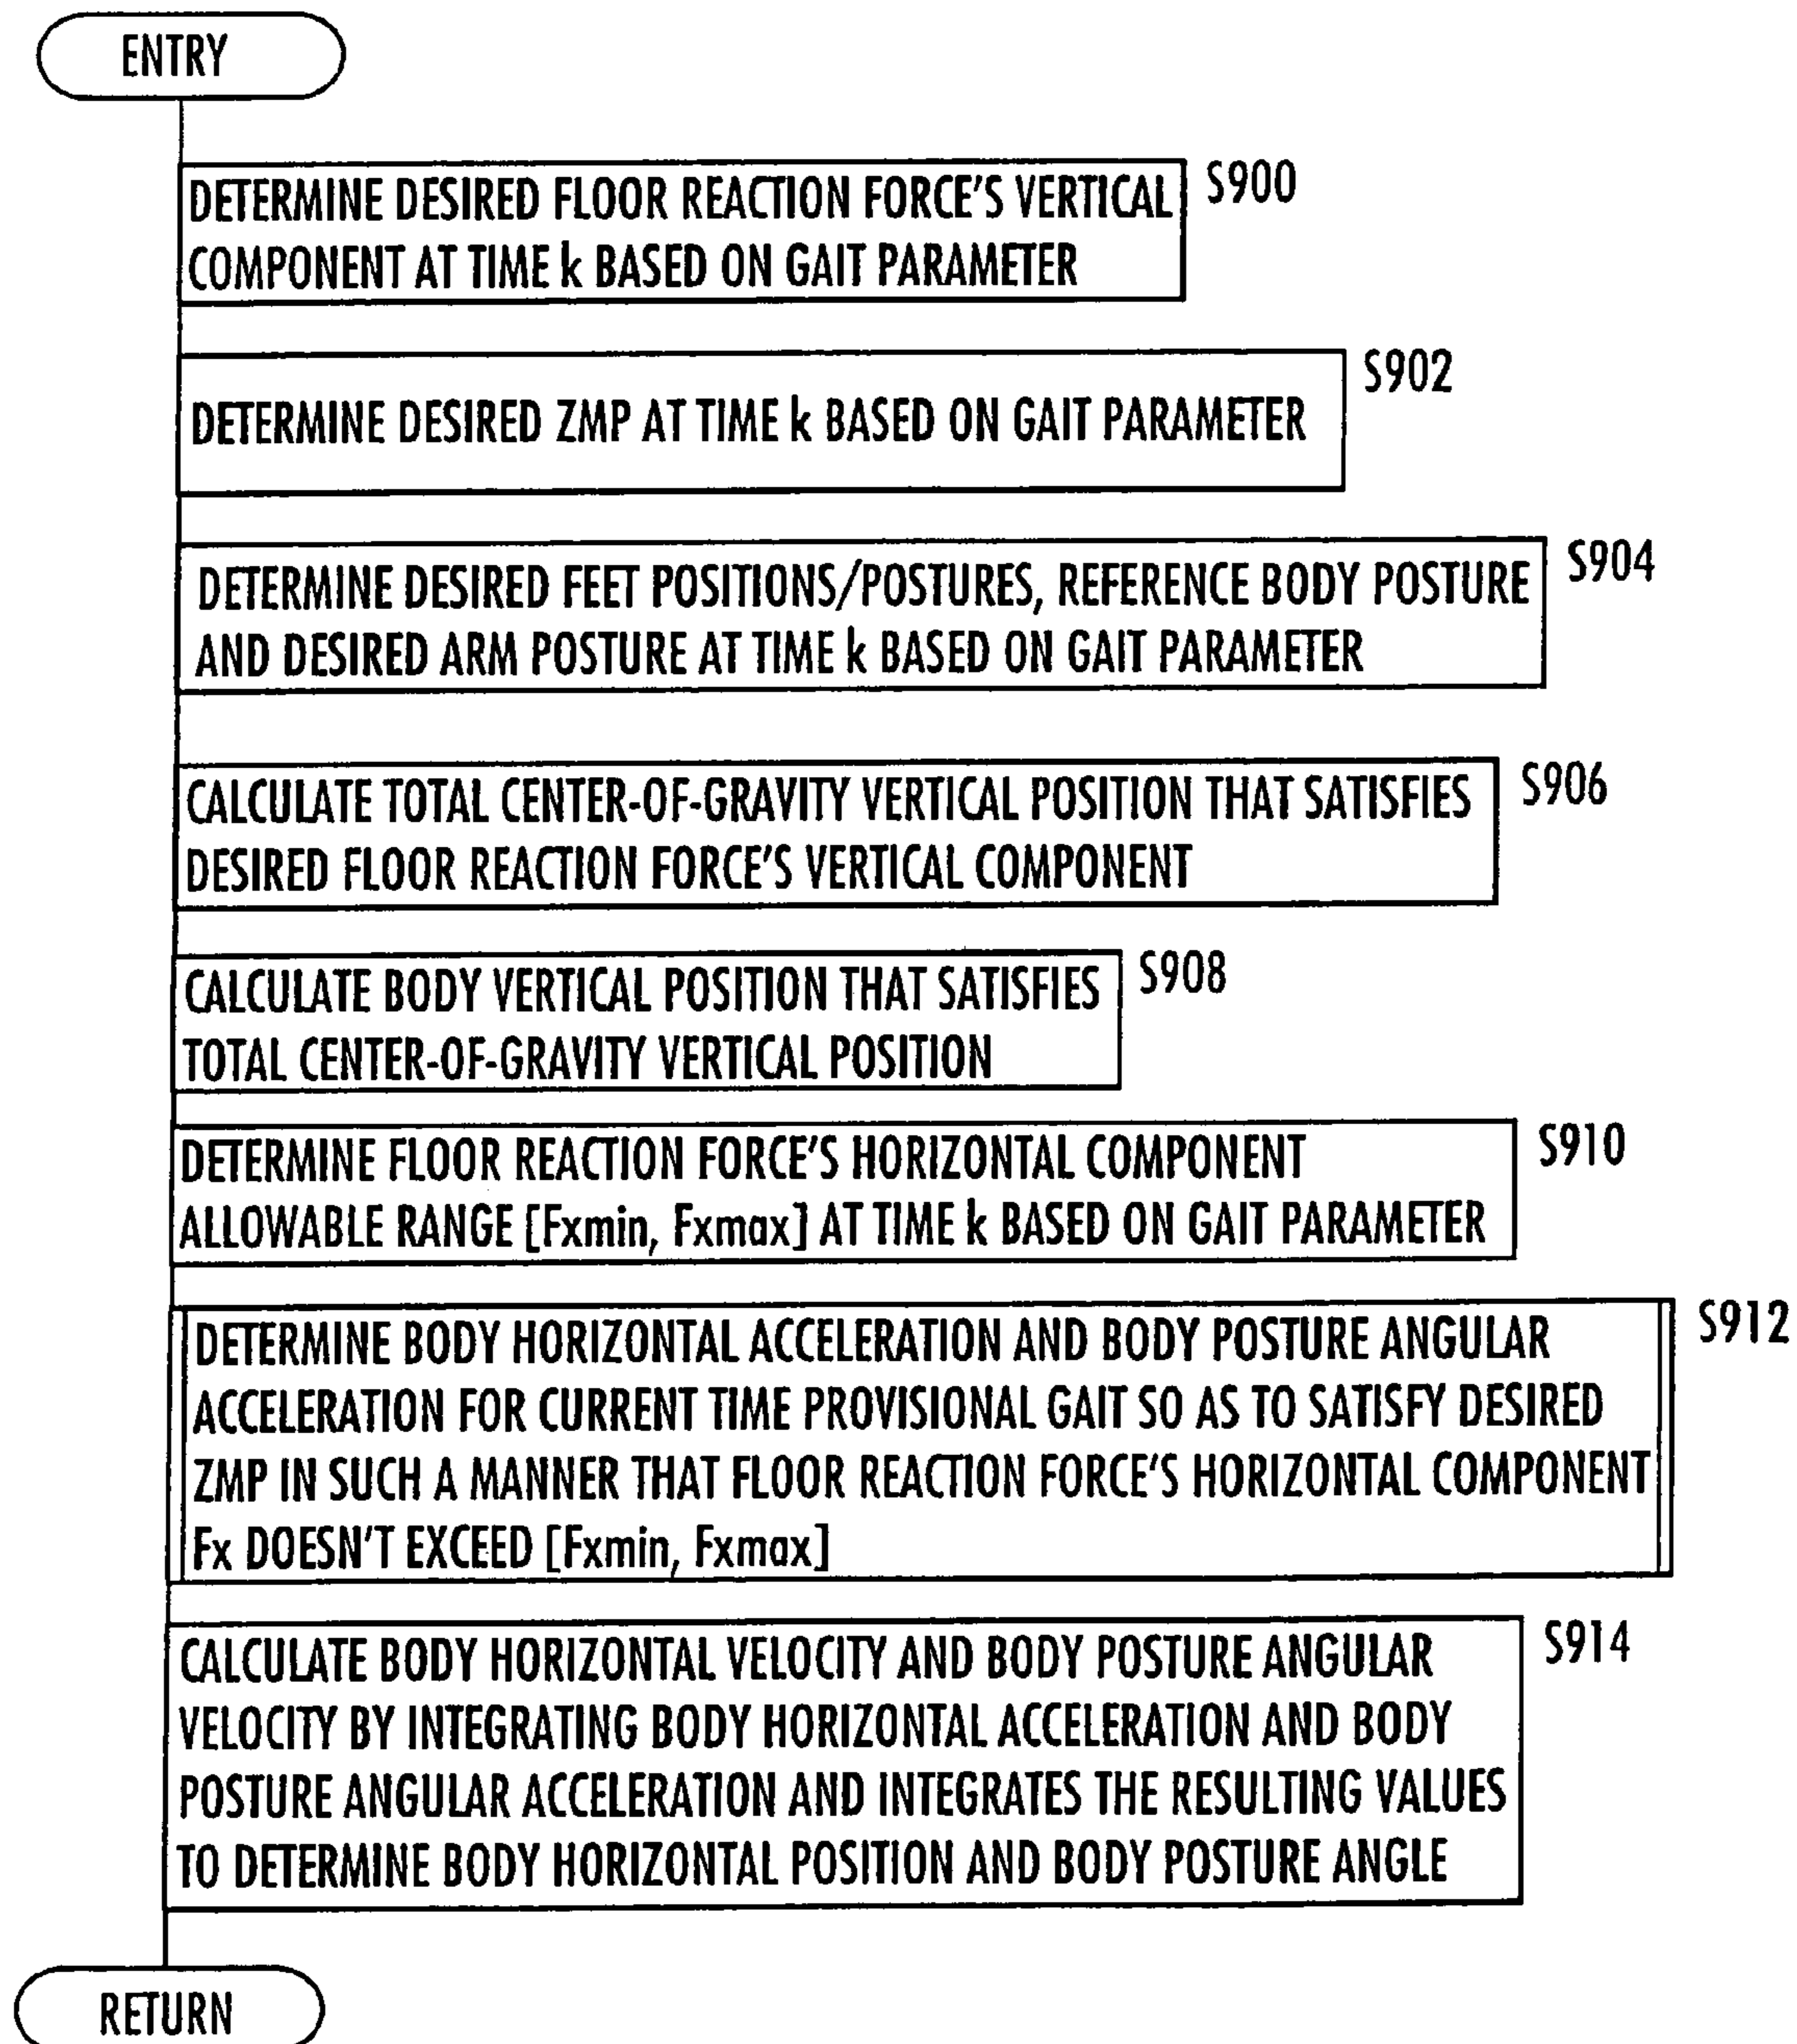 ENTRY
DETERMINE DESIRED FLOOR REACTION FORCE'S VERTICAL
COMPONENT AT TIME k BASED ON GAIT PARAMETER
S900
DETERMINE DESIRED ZMP AT TIME k BASED ON GAIT PARAMETER
S902
DETERMINE DESIRED FEET POSITIONS/POSTURES, REFERENCE BODY POSTURE
AND DESIRED ARM POSTURE AT TIME k BASED ON GAIT PARAMETER
S904
CALCULATE TOTAL CENTER-OF-GRAVITY VERTICAL POSITION THAT SATISFIES
DESIRED FLOOR REACTION FORCE'S VERTICAL COMPONENT
S906
CALCULATE BODY VERTICAL POSITION THAT SATISFIES
TOTAL CENTER-OF-GRAVITY VERTICAL POSITION
S908
DETERMINE FLOOR REACTION FORCE'S HORIZONTAL COMPONENT
ALLOWABLE RANGE [Fxmin, Fxmax] AT TIME k BASED ON GAIT PARAMETER
S910
DETERMINE BODY HORIZONTAL ACCELERATION AND BODY POSTURE ANGULAR
ACCELERATION FOR CURRENT TIME PROVISIONAL GAIT SO AS TO SATISFY DESIRED
ZMP IN SUCH A MANNER THAT FLOOR REACTION FORCE'S HORIZONTAL COMPONENT
Fx DOESN'T EXCEED [Fxmin, Fxmax]
S912
CALCULATE BODY HORIZONTAL VELOCITY AND BODY POSTURE ANGULAR
VELOCITY BY INTEGRATING BODY HORIZONTAL ACCELERATION AND BODY
POSTURE ANGULAR ACCELERATION AND INTEGRATES THE RESULTING VALUES
TO DETERMINE BODY HORIZONTAL POSITION AND BODY POSTURE ANGLE
S914
RETURN